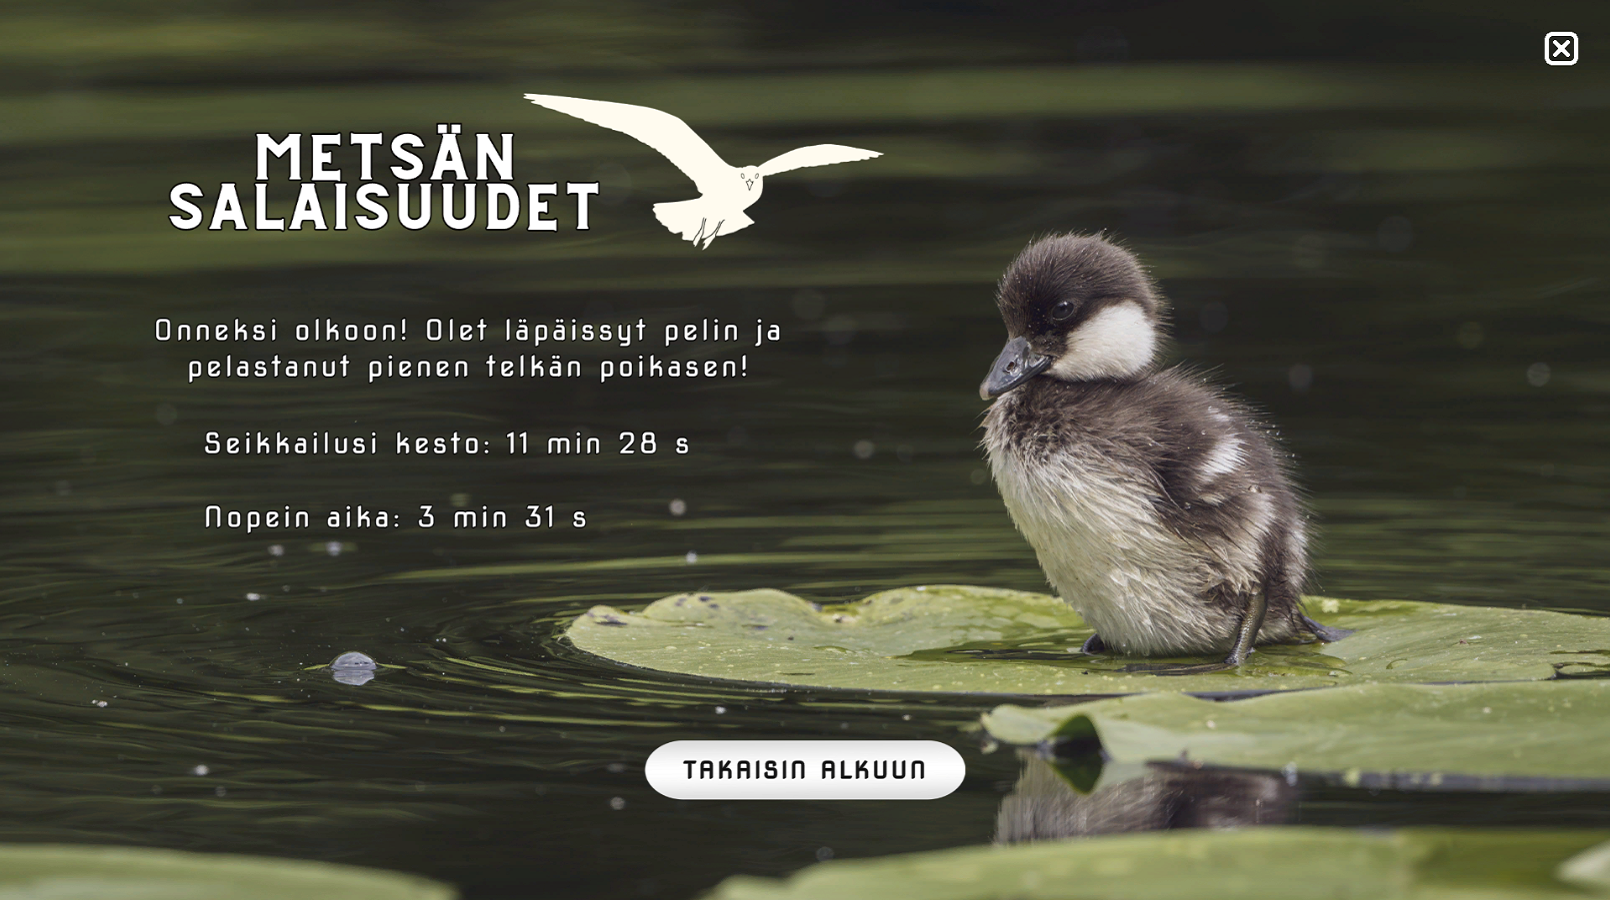 METSÄN
SALAISUUDET
Onneksi olkoon! Olet läpäissyt pelin ja
pelastanut pienen telkän poikasen!
Seikkailusi kesto: 11 min 28 s
Nopein aika: 3 min 31 s
TAKAISIN ALKUUN